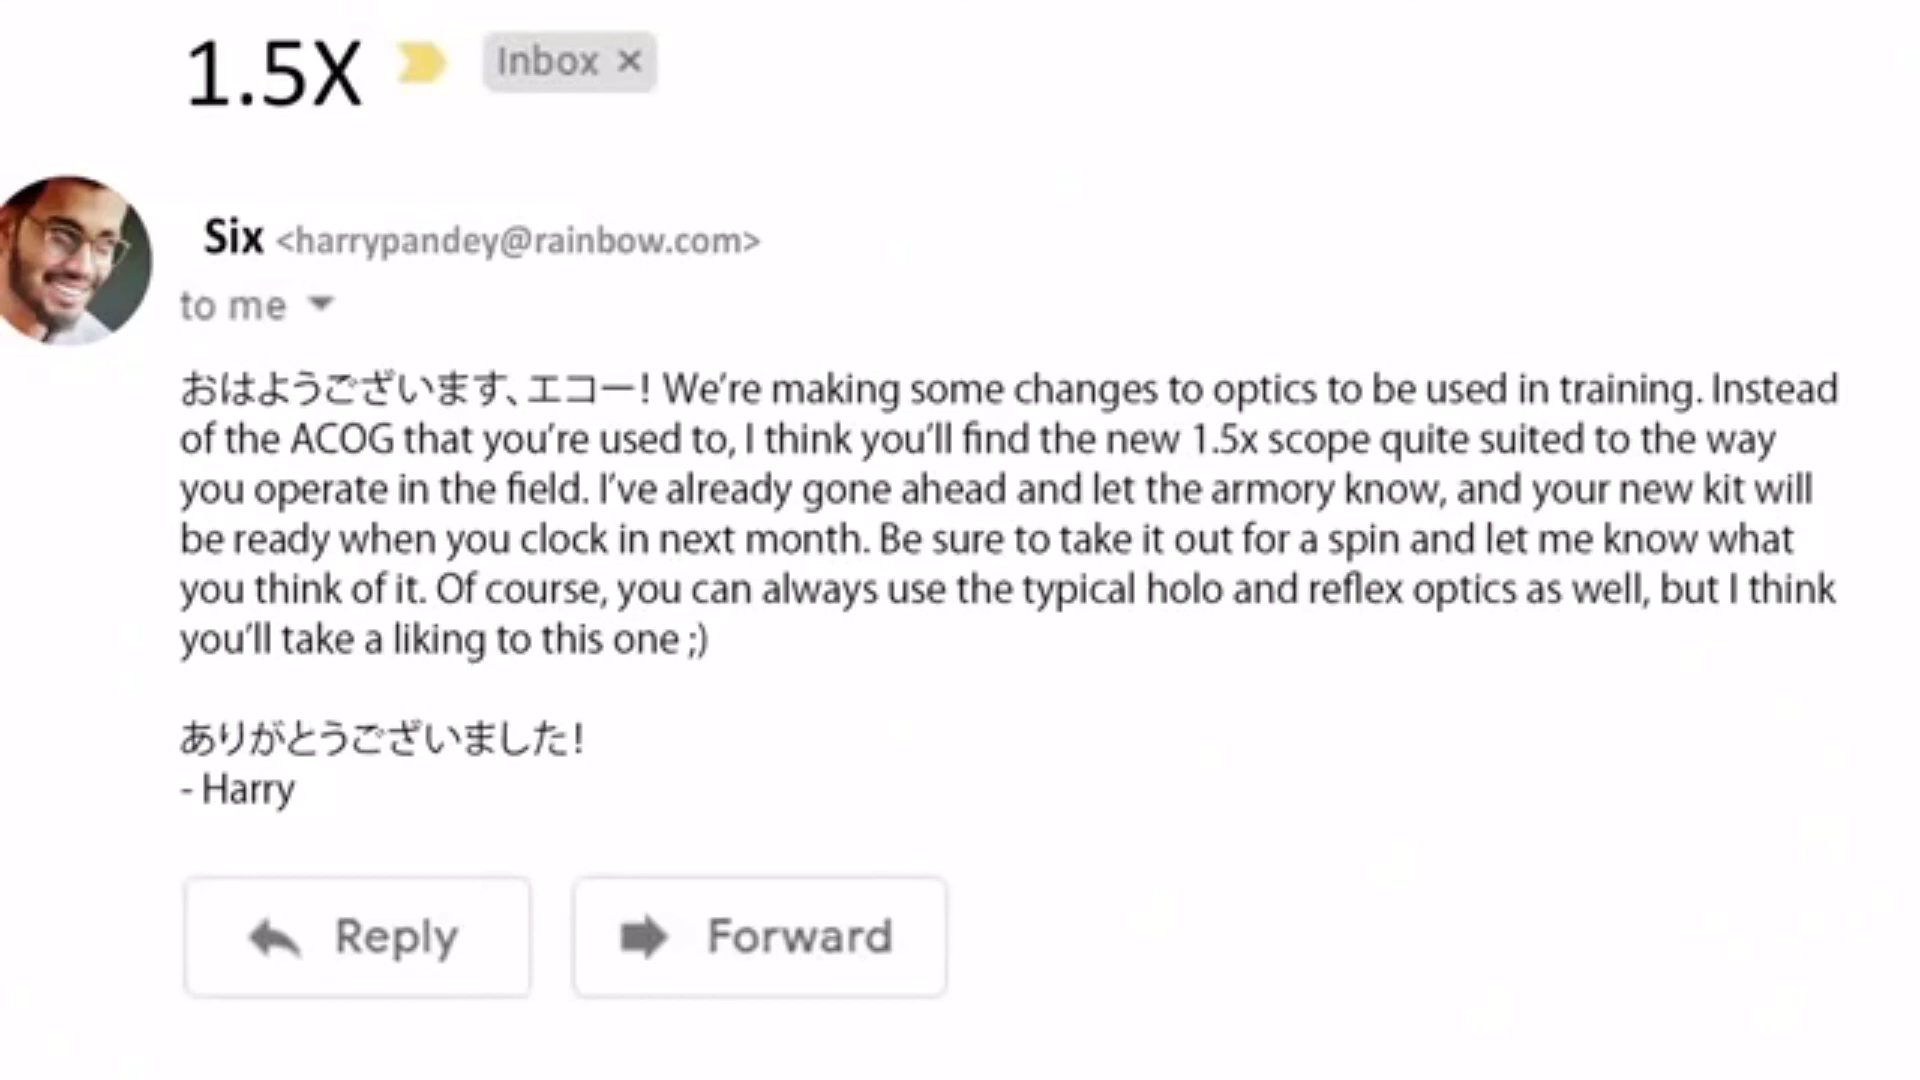 1.5X Inbox ×
Six <harrypandey@rainbow.com>
to me
おはようございます、エコー! We're making some changes to optics to be used in training. Instead
of the ACOG that you're used to, I think you'll find the new 1.5x scope quite suited to the way
you operate in the field. I've already gone ahead and let the armory know, and your new kit will
be ready when you clock in next month. Be sure to take it out for a spin and let me know what
you think of it. Of course, you can always use the typical holo and reflex optics as well, but I think
you'll take a liking to this one ;)
ありがとうございました!
- Harry
Reply Forward